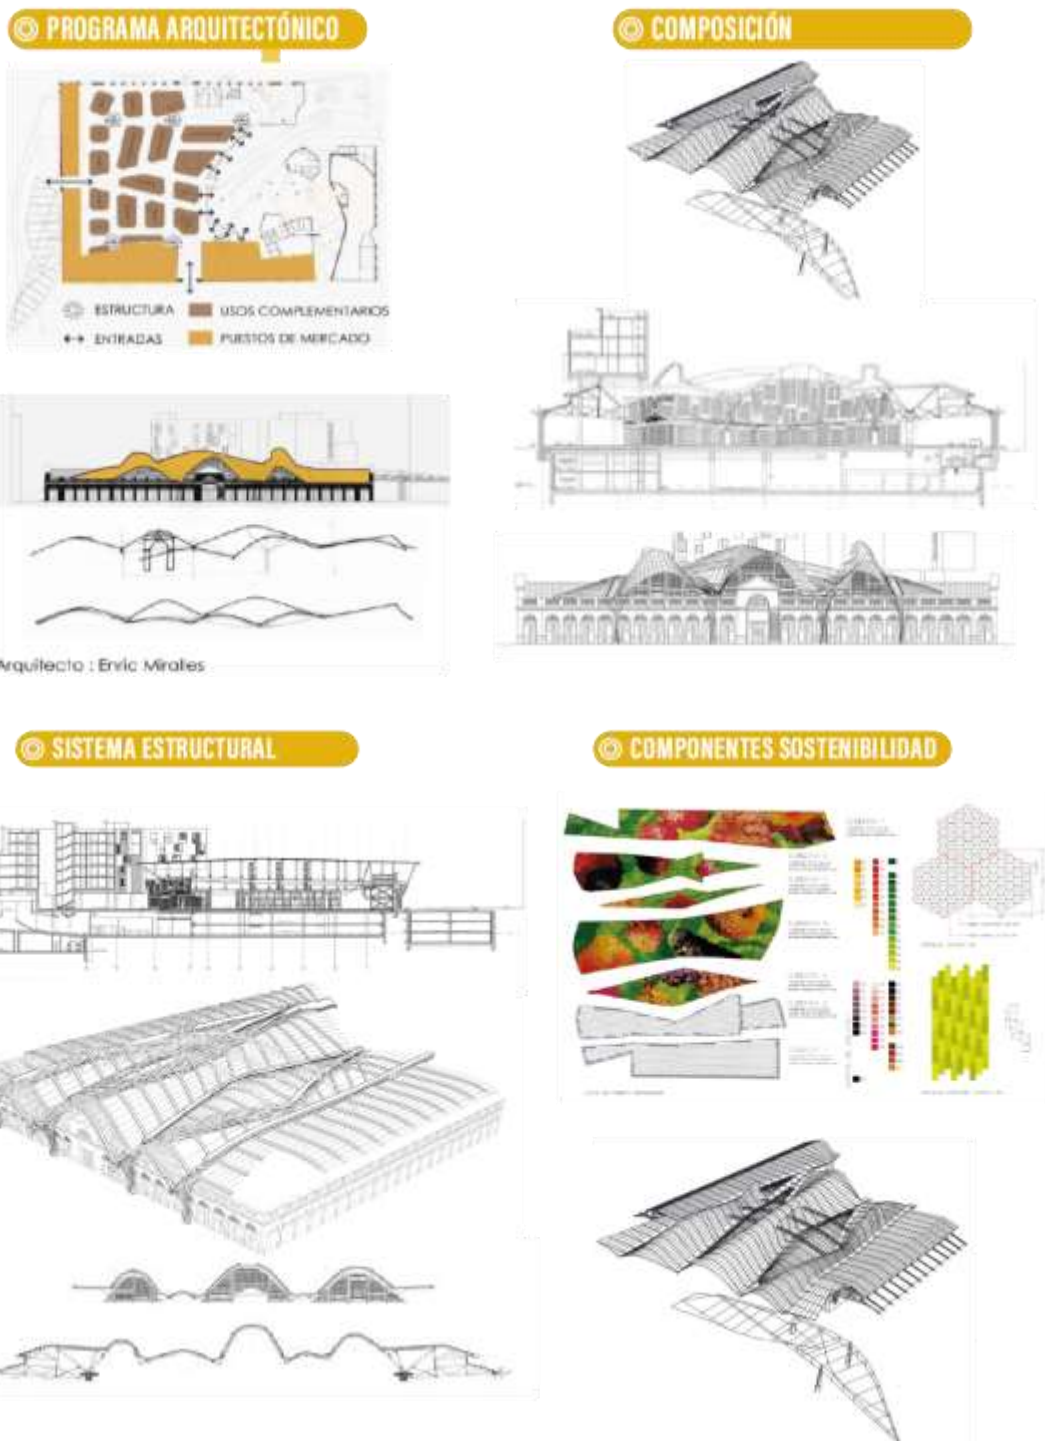 PROGRAMA ARQUITECTÓNICO
COMPOSICIÓN
ESTRUCTURA
USOS COMPLEMENTARIOS
ENTRADAS
PUESTOS DE MERCADO
Arquitecto : Enric Miralles
SISTEMA ESTRUCTURAL
COMPONENTES SOSTENIBILIDAD